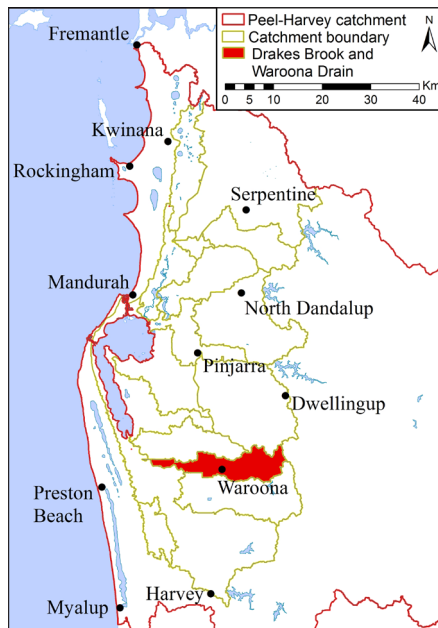 Peel-Harvey catchment
Catchment boundary
Drakes Brook and
Waroona Drain
Km
0 2 5 10 20 30 40
N
Fremantle
Kwinana
Rockingham
Serpentine
Mandurah
North Dandalup
Pinjarra
Dwellingup
Waroona
Preston
Beach
Harvey
Myalup